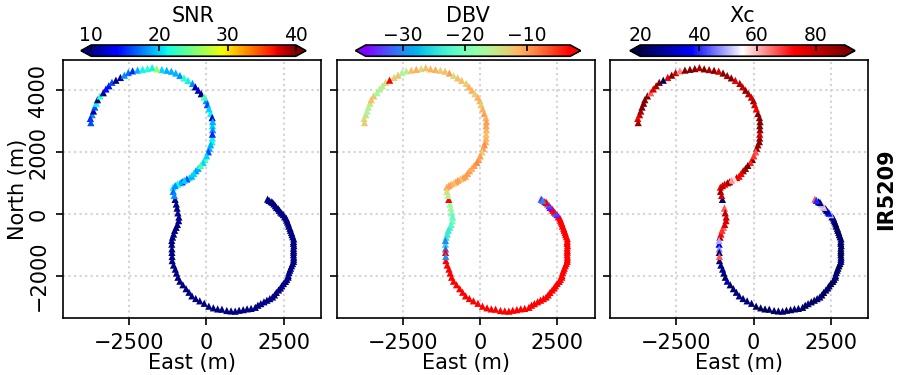 SNR DBV Xc
10 20 30 40 −30 −20 −10 20 40 60 80
4000
2000
0
−2000
North (m)
IR5209
−2500 0 2500 −2500 0 2500 −2500 0 2500
East (m) East (m) East (m)